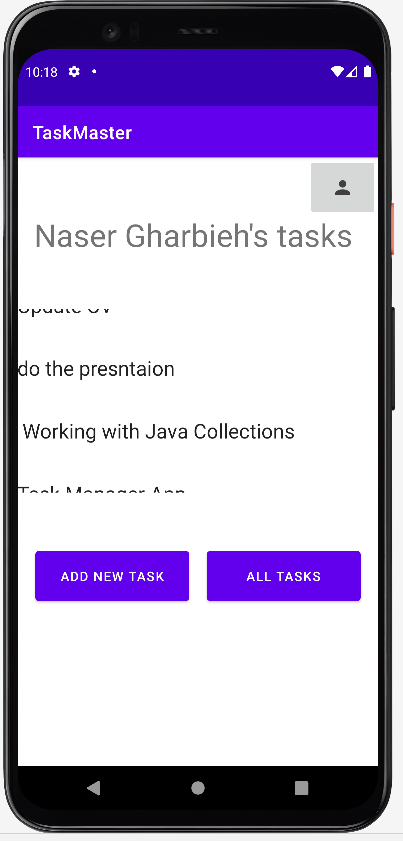 10:18
TaskMaster
Naser Gharbieh's tasks
Update CV
do the presntaion
Working with Java Collections
Task Manager App
ADD NEW TASK
ALL TASKS